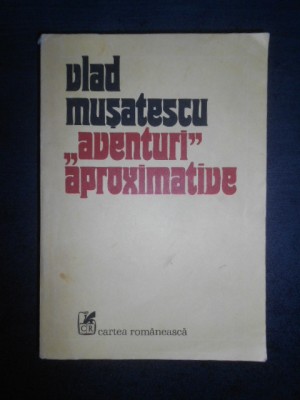 vlad
mușatescu
„aventuri”
aproximative
CR
cartea românească